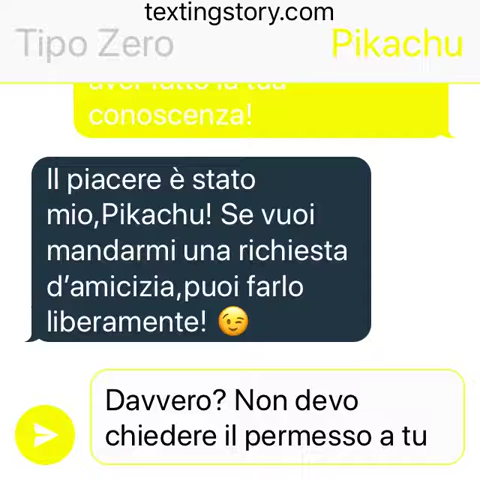 textingstory.com
Tipo Zero
Pikachu
conoscenza!
Il piacere è stato
mio,Pikachu! Se vuoi
mandarmi una richiesta
d’amicizia,puoi farlo
liberamente! 😉
Davvero? Non devo
chiedere il permesso a tu